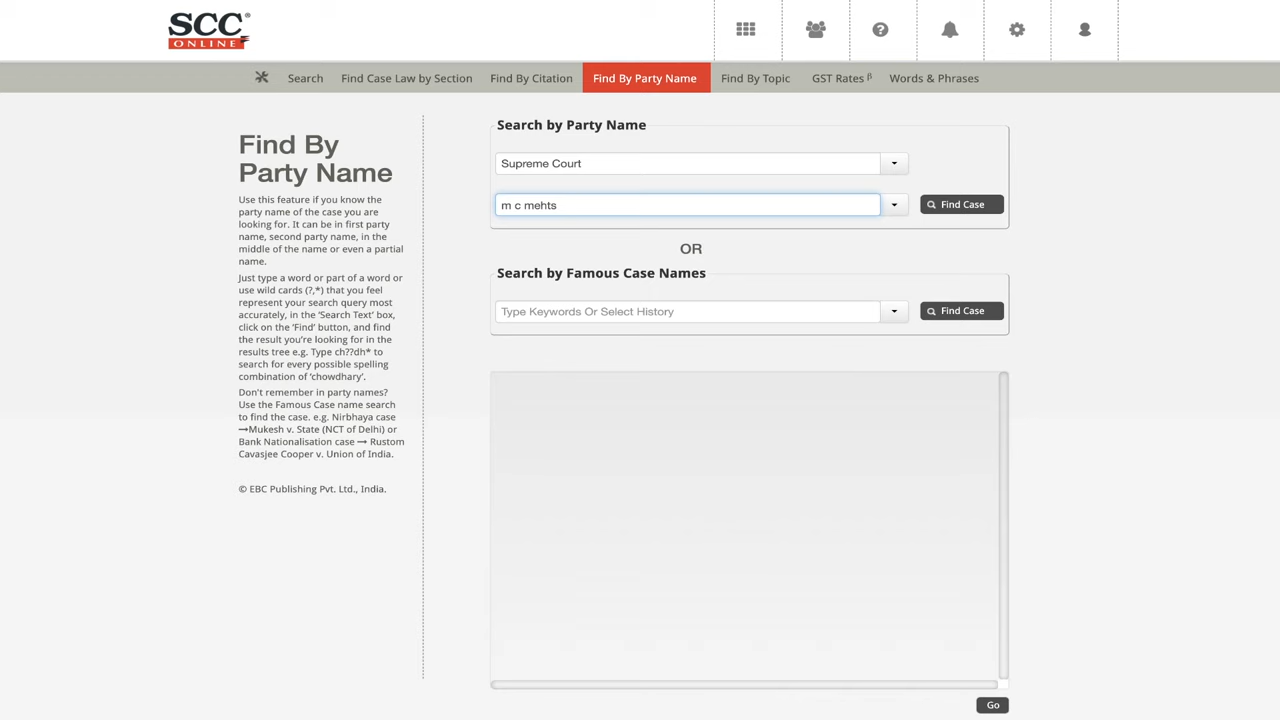 SCC®
ONLINE
Search
Find Case Law by Section
Find By Citation
Find By Party Name
Find By Topic
GST Rates β
Words & Phrases
Find By
Party Name
Use this feature if you know the
party name of the case you are
looking for. It can be in first party
name, second party name, in the
middle of the name or even a partial
name.
Just type a word or part of a word or
use wild cards (?,*) that you feel
represent your search query most
accurately, in the ‘Search Text’ box,
click on the ‘Find’ button, and find
the result you’re looking for in the
results tree e.g. Type ch??dh* to
search for every possible spelling
combination of ‘chowdhary’.
Don't remember in party names?
Use the Famous Case name search
to find the case. e.g. Nirbhaya case
→Mukesh v. State (NCT of Delhi) or
Bank Nationalisation case → Rustom
Cavasjee Cooper v. Union of India.
© EBC Publishing Pvt. Ltd., India.
Search by Party Name
Supreme Court
m c mehts
Find Case
OR
Search by Famous Case Names
Type Keywords Or Select History
Find Case
Go